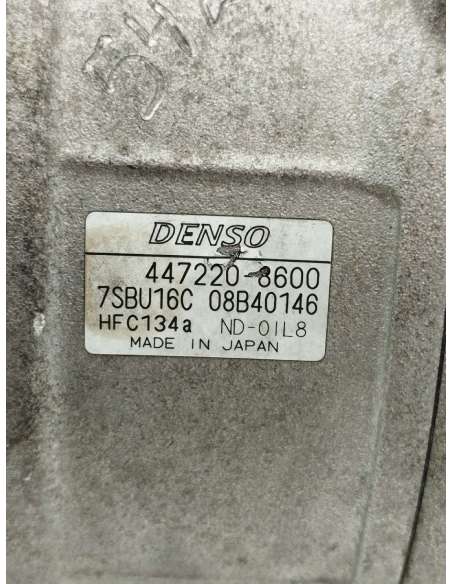 DENSO
447220-8600
7SBU16C 08B40146
HFC134a ND-OIL8
MADE IN JAPAN